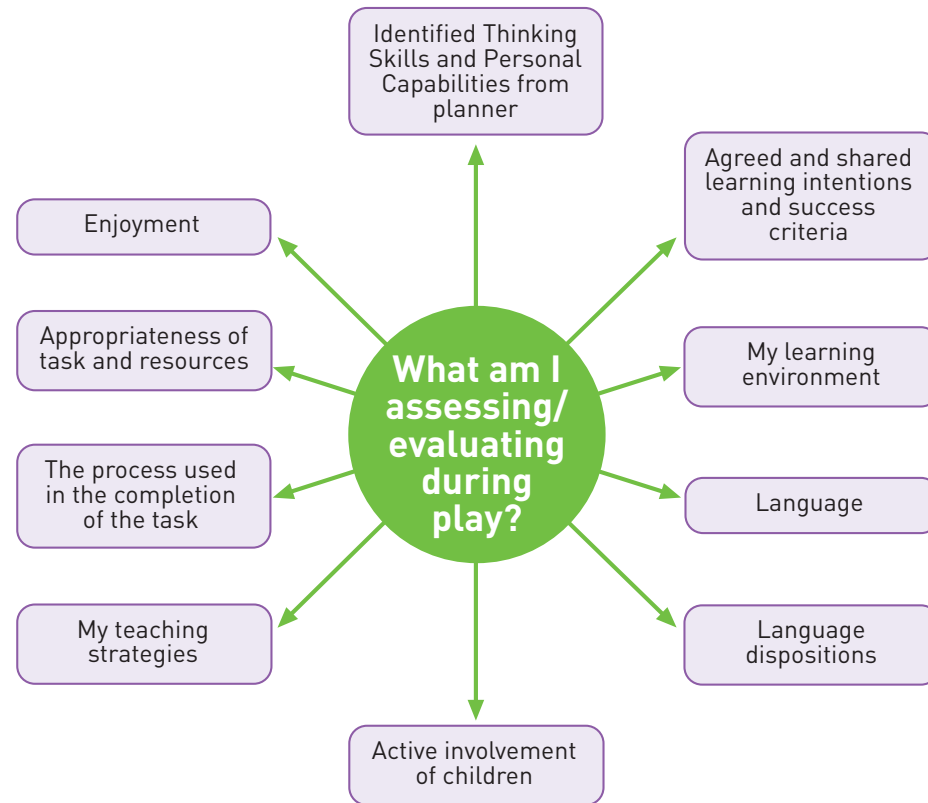 Identified Thinking
Skills and Personal
Capabilities from
planner
Agreed and shared
learning intentions
and success
criteria
Enjoyment
Appropriateness of
task and resources
My learning
environment
What am I
assessing/
evaluating
during
play?
The process used
in the completion
of the task
Language
My teaching
strategies
Language
dispositions
Active involvement
of children